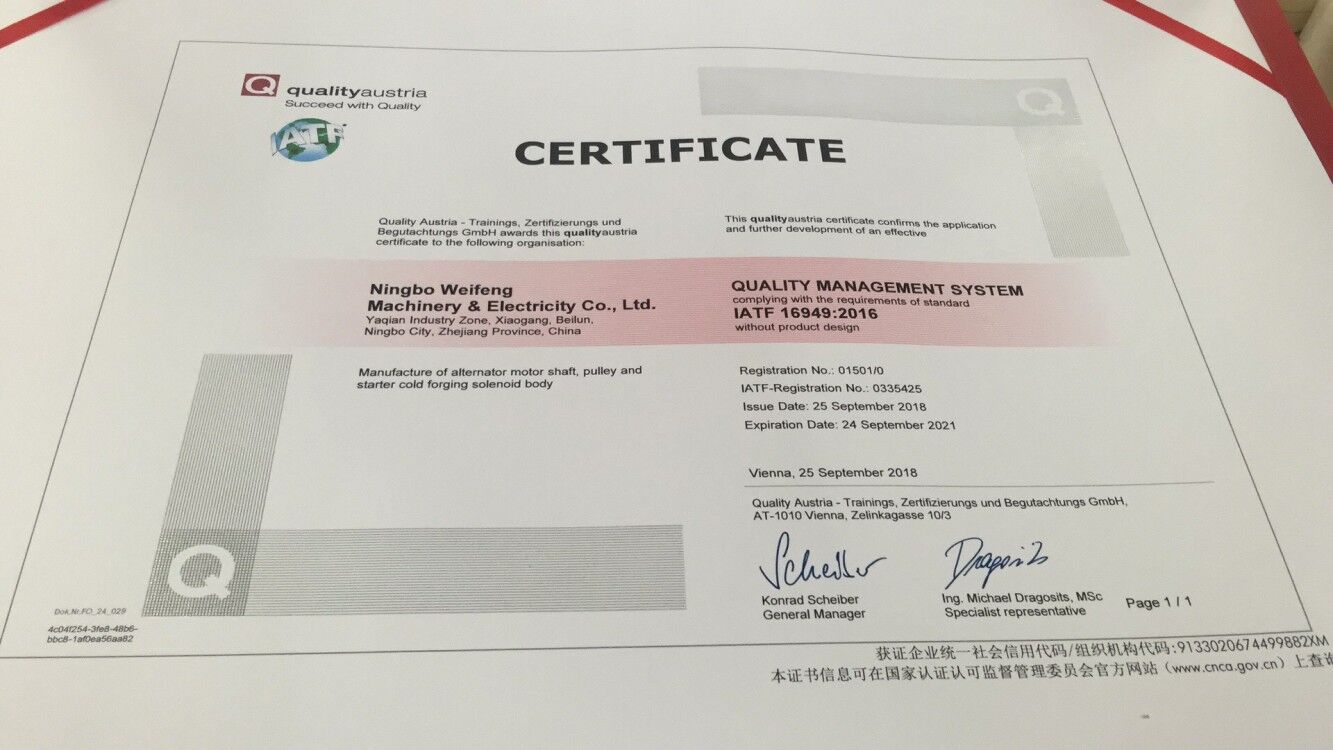 Q qualityaustria
Succeed with Quality
IATF
Q
CERTIFICATE
Quality Austria - Trainings, Zertifizierungs und
Begutachtungs GmbH awards this qualityaustria
certificate to the following organisation:
This qualityaustria certificate confirms the application
and further development of an effective
Ningbo Weifeng
Machinery & Electricity Co., Ltd.
Yaqian Industry Zone, Xiaogang, Beilun,
Ningbo City, Zhejiang Province, China
QUALITY MANAGEMENT SYSTEM
complying with the requirements of standard
IATF 16949:2016
without product design
Manufacture of alternator motor shaft, pulley and
starter cold forging solenoid body
Registration No.: 01501/0
IATF-Registration No.: 0335425
Issue Date: 25 September 2018
Expiration Date: 24 September 2021
Vienna, 25 September 2018
Quality Austria - Trainings, Zertifizierungs und Begutachtungs GmbH,
AT-1010 Vienna, Zelinkagasse 10/3
Q
Scheiber
Dragosits
Konrad Scheiber
General Manager
Ing. Michael Dragosits, MSc
Specialist representative
Page 1 / 1
Dok.Nr.FO_24_029
4c04f254-3fe8-48b6-
bbc8-1af0ea56aa82
获证企业统一社会信用代码/组织机构代码:9133020674499882XM
本证书信息可在国家认证认可监督管理委员会官方网站（www.cnca.gov.cn）上查询